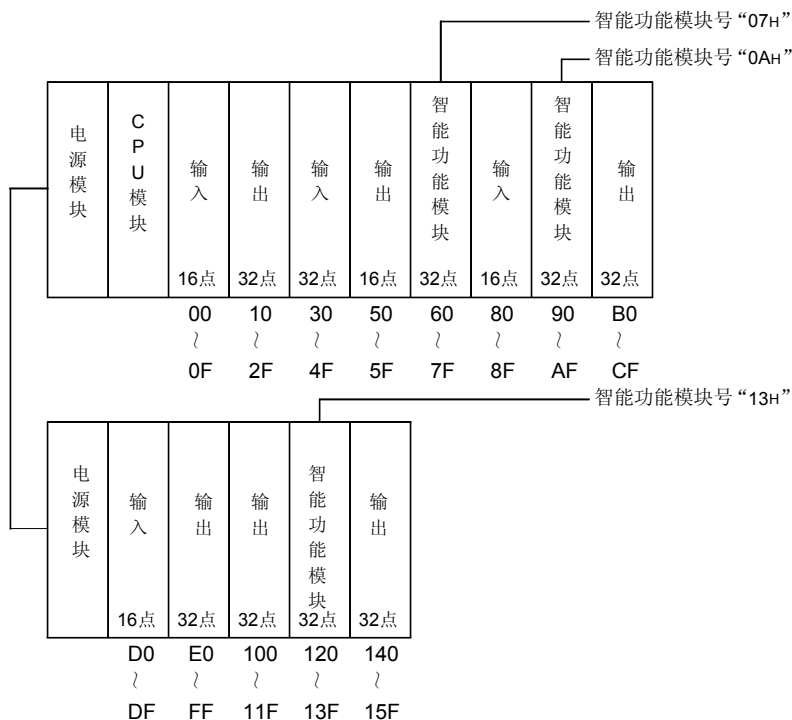 智能功能模块号“07H”
智能功能模块号“0AH”
电源模块
CPU模块
输入
输出
输入
输出
智能功能模块
输入
智能功能模块
输出
16点 32点 32点 16点 32点 16点 32点 32点
00 10 30 50 60 80 90 B0
~ ~ ~ ~ ~ ~ ~ ~
0F 2F 4F 5F 7F 8F AF CF
智能功能模块号“13H”
电源模块
输入
输出
输出
智能功能模块
输出
16点 32点 32点 32点 32点
D0 E0 100 120 140
~ ~ ~ ~ ~
DF FF 11F 13F 15F